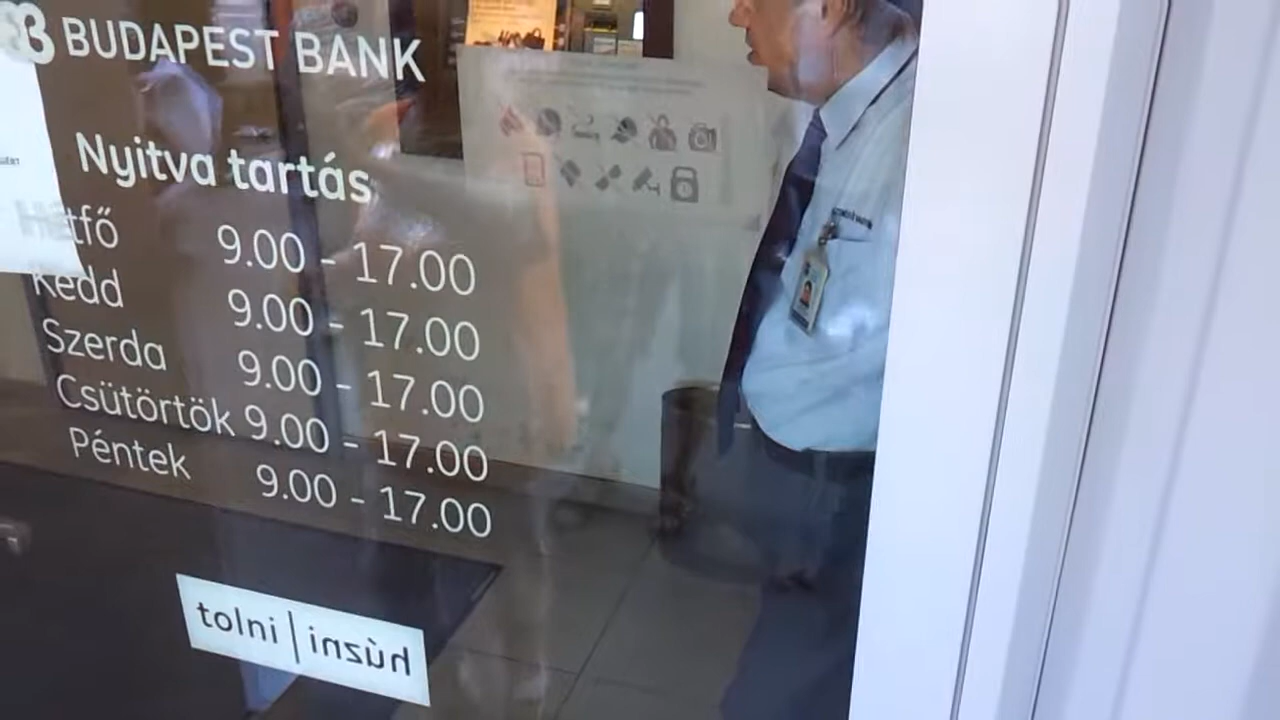 BUDAPEST BANK
Nyitva tartás
Hétfő 9.00 - 17.00
Kedd 9.00 - 17.00
Szerda 9.00 - 17.00
Csütörtök 9.00 - 17.00
Péntek 9.00 - 17.00
tolni | húzni